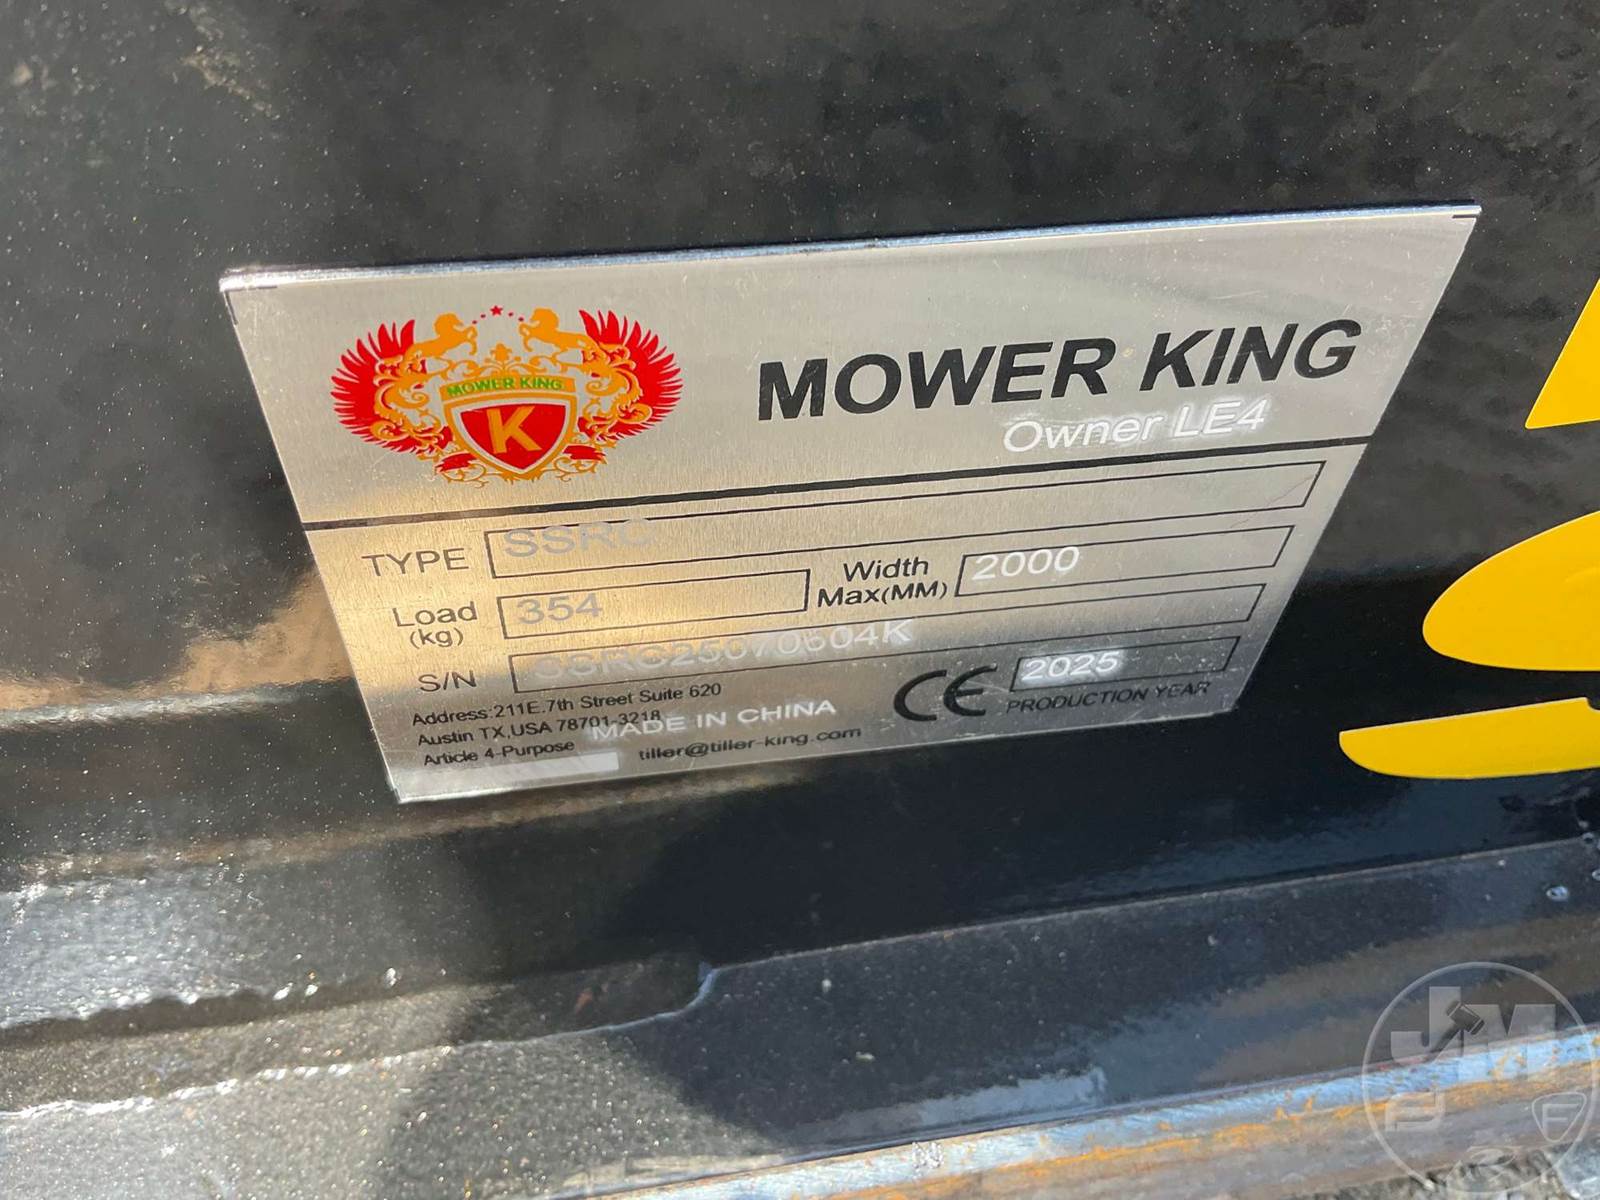 MOWER KING
K
MOWER KING
Owner LE4
TYPE SSRC
Load (kg) 354
Width Max(MM) 2000
S/N SSRC25070604K
Address:211E.7th Street Suite 620
Austin TX,USA 78701-3218
Article 4-Purpose
MADE IN CHINA
tiller@tiller-king.com
CE
2025
PRODUCTION YEAR
JM
F